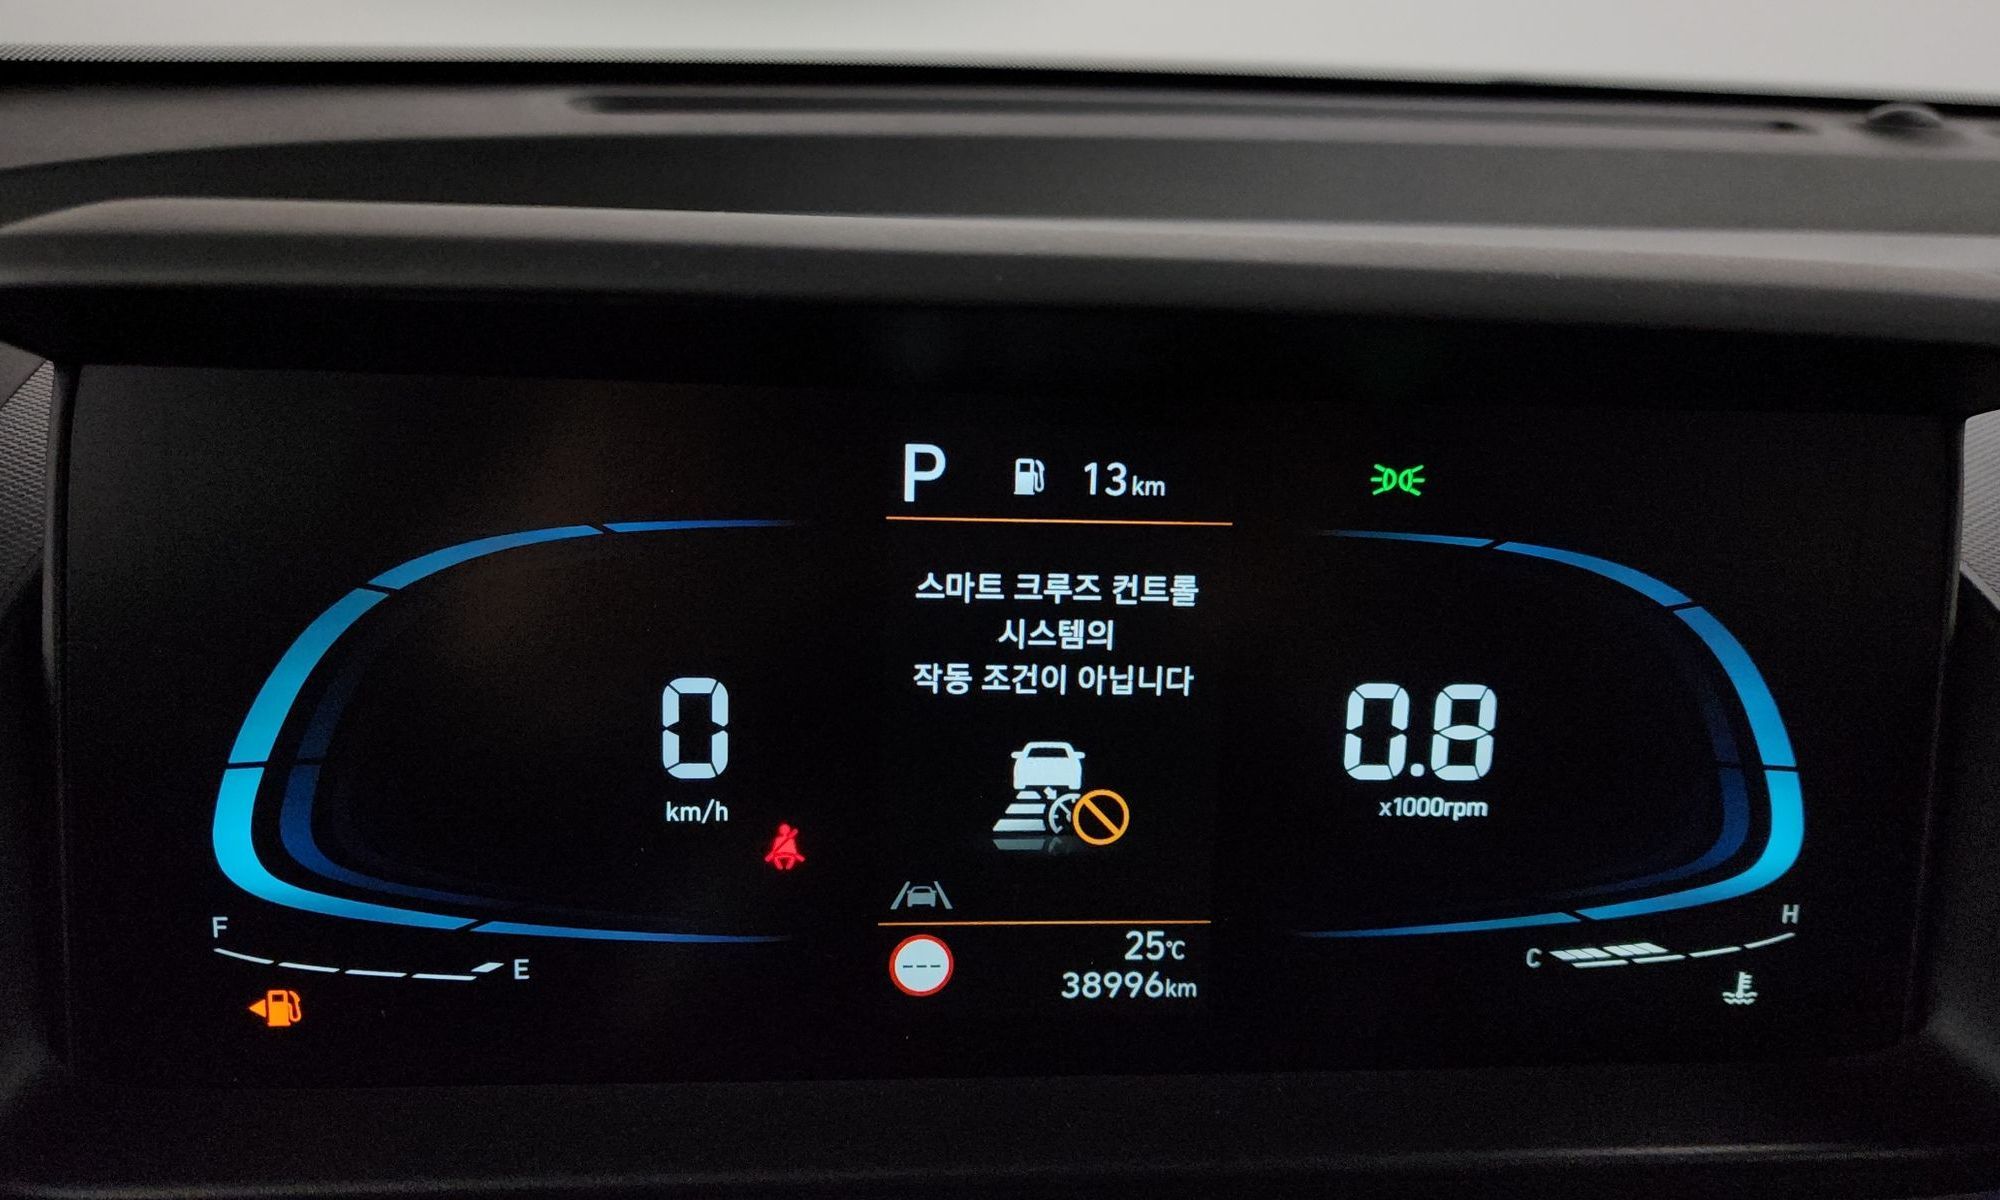 P 13km
스마트 크루즈 컨트롤
시스템의
작동 조건이 아닙니다
0
km/h
0.8
x1000rpm
F
E
C
H
---
25℃
38996km